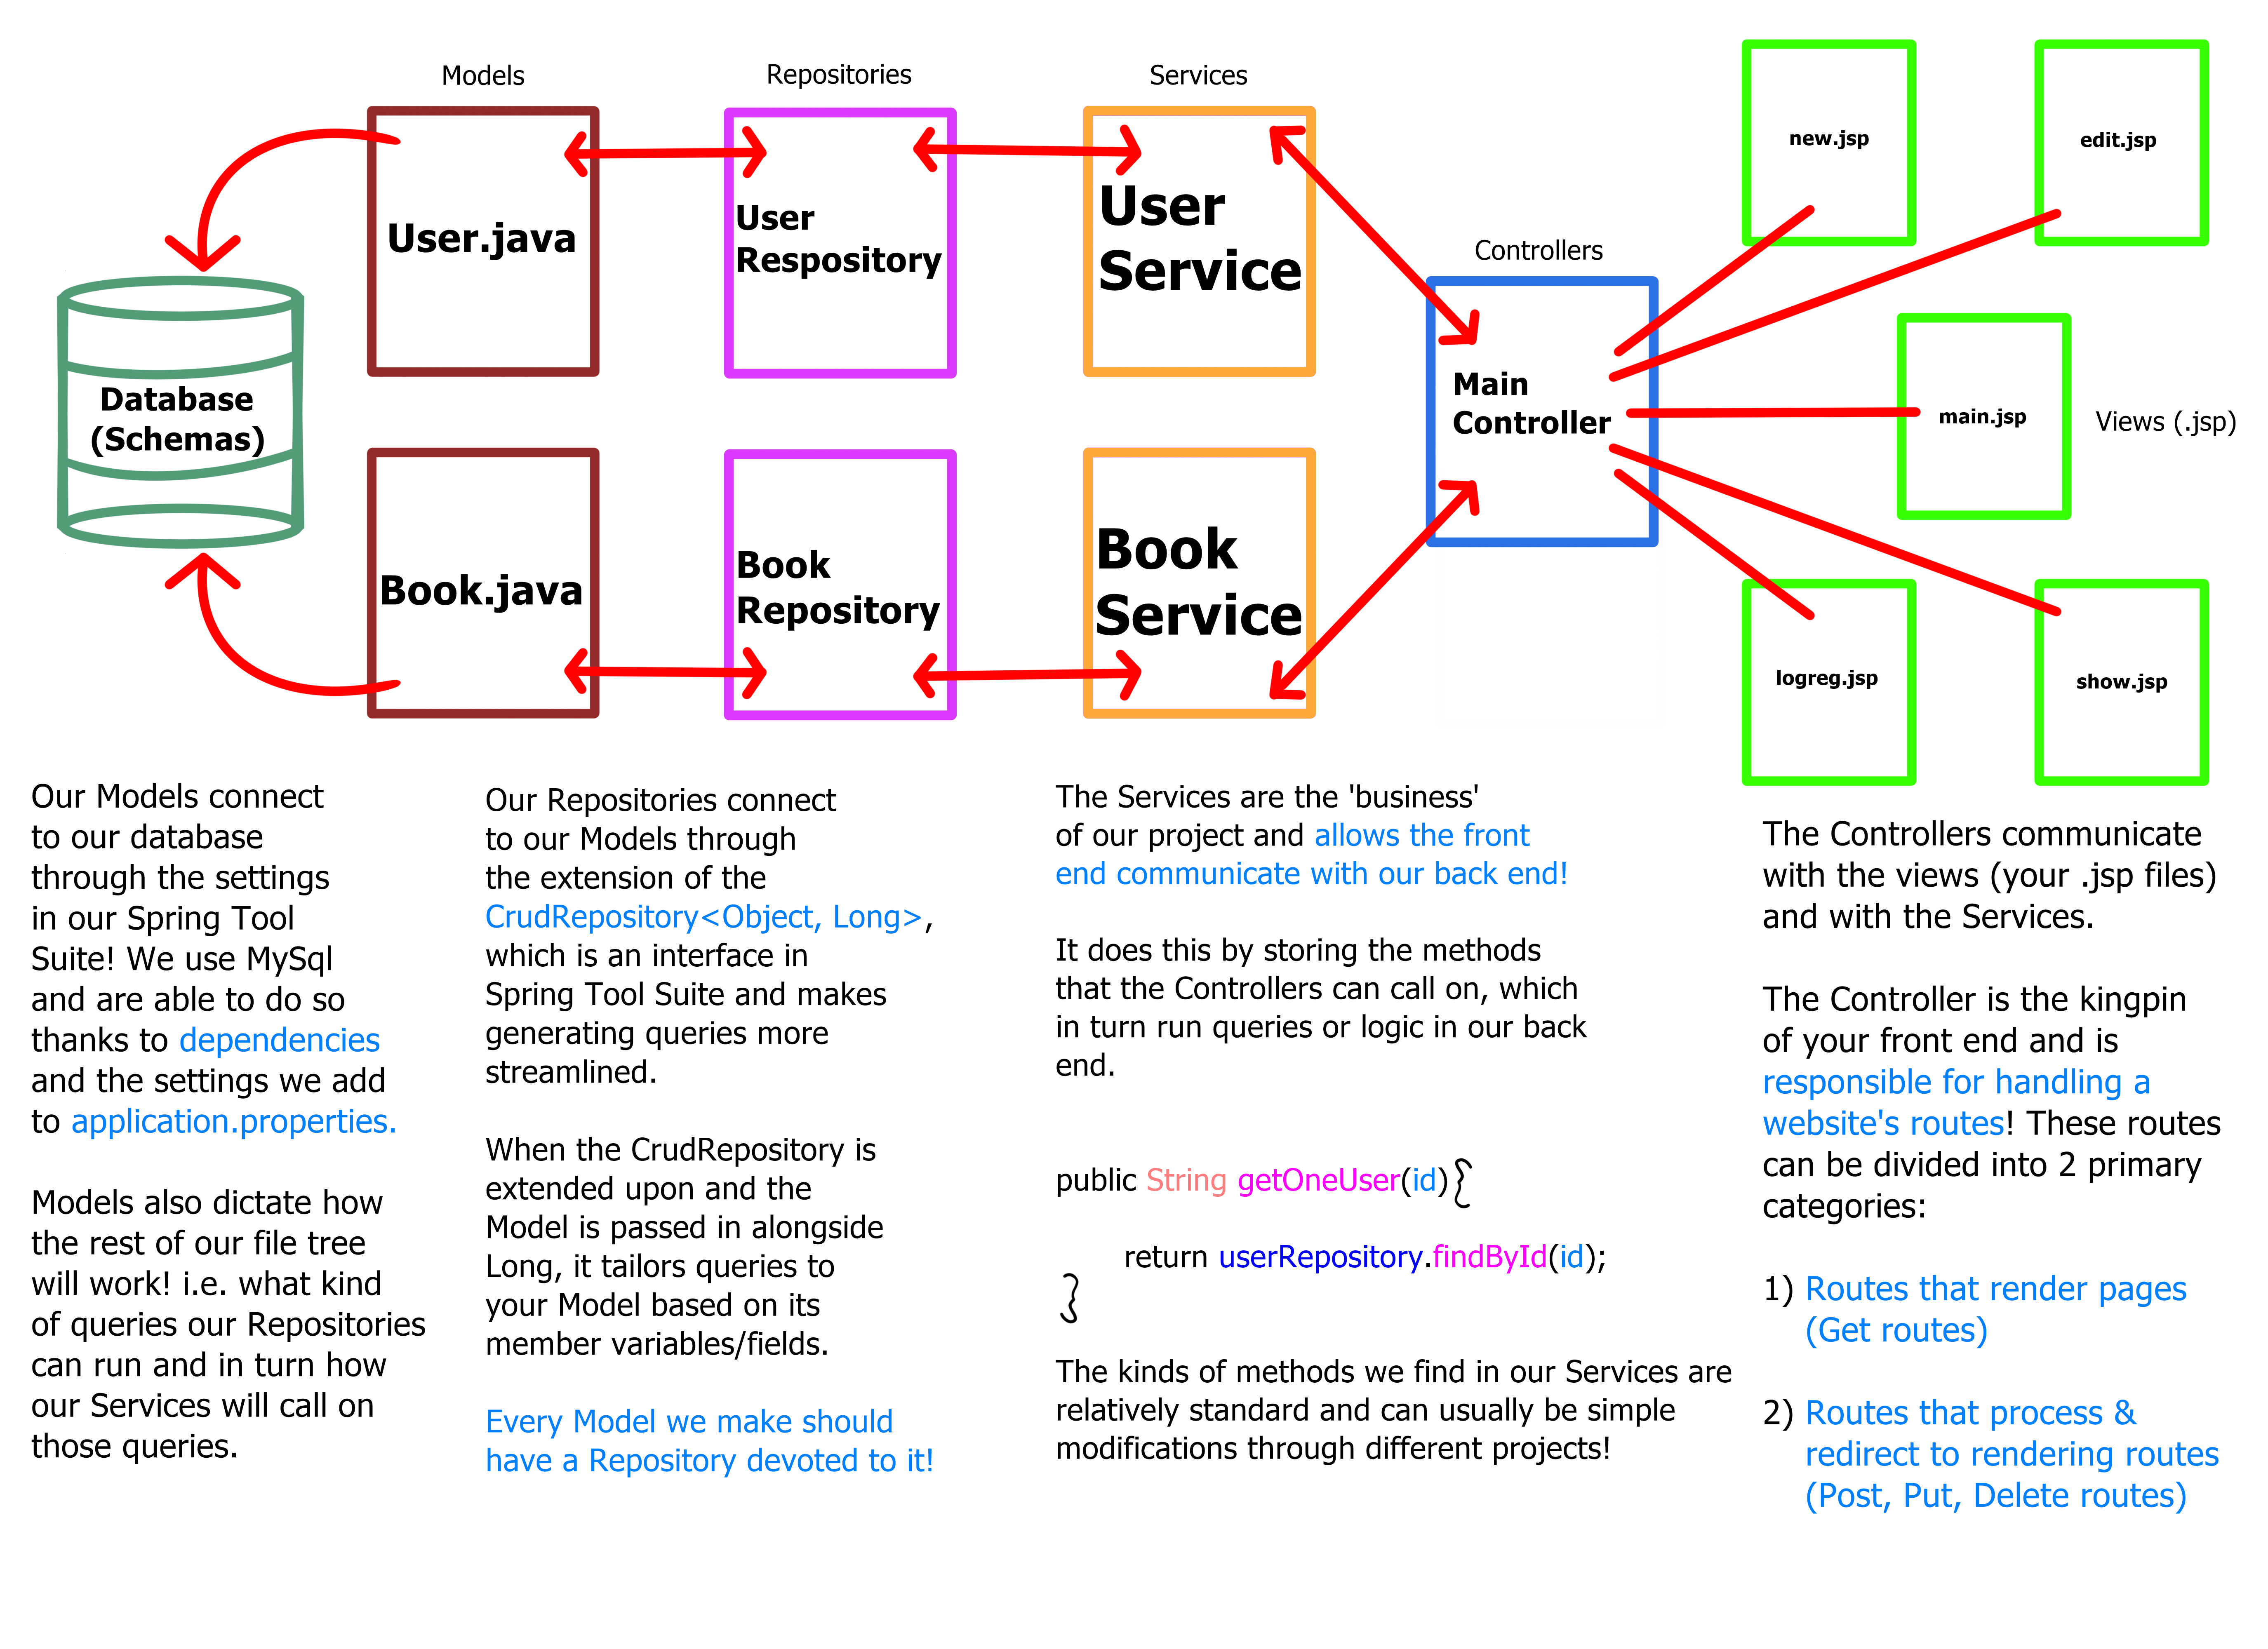 Models
Repositories
Services
Controllers
Views (.jsp)
Database
(Schemas)
User.java
User
Respository
User
Service
Book.java
Book
Repository
Book
Service
Main
Controller
new.jsp
edit.jsp
main.jsp
logreg.jsp
show.jsp
Our Models connect
to our database
through the settings
in our Spring Tool
Suite! We use MySql
and are able to do so
thanks to dependencies
and the settings we add
to application.properties.
Models also dictate how
the rest of our file tree
will work! i.e. what kind
of queries our Repositories
can run and in turn how
our Services will call on
those queries.
Our Repositories connect
to our Models through
the extension of the
CrudRepository<Object, Long>,
which is an interface in
Spring Tool Suite and makes
generating queries more
streamlined.
When the CrudRepository is
extended upon and the
Model is passed in alongside
Long, it tailors queries to
your Model based on its
member variables/fields.
Every Model we make should
have a Repository devoted to it!
The Services are the 'business'
of our project and allows the front
end communicate with our back end!
It does this by storing the methods
that the Controllers can call on, which
in turn run queries or logic in our back
end.
public String getOneUser(id){
return userRepository.findById(id);
}
The kinds of methods we find in our Services are
relatively standard and can usually be simple
modifications through different projects!
The Controllers communicate
with the views (your .jsp files)
and with the Services.
The Controller is the kingpin
of your front end and is
responsible for handling a
website's routes! These routes
can be divided into 2 primary
categories:
1) Routes that render pages
(Get routes)
2) Routes that process &
redirect to rendering routes
(Post, Put, Delete routes)